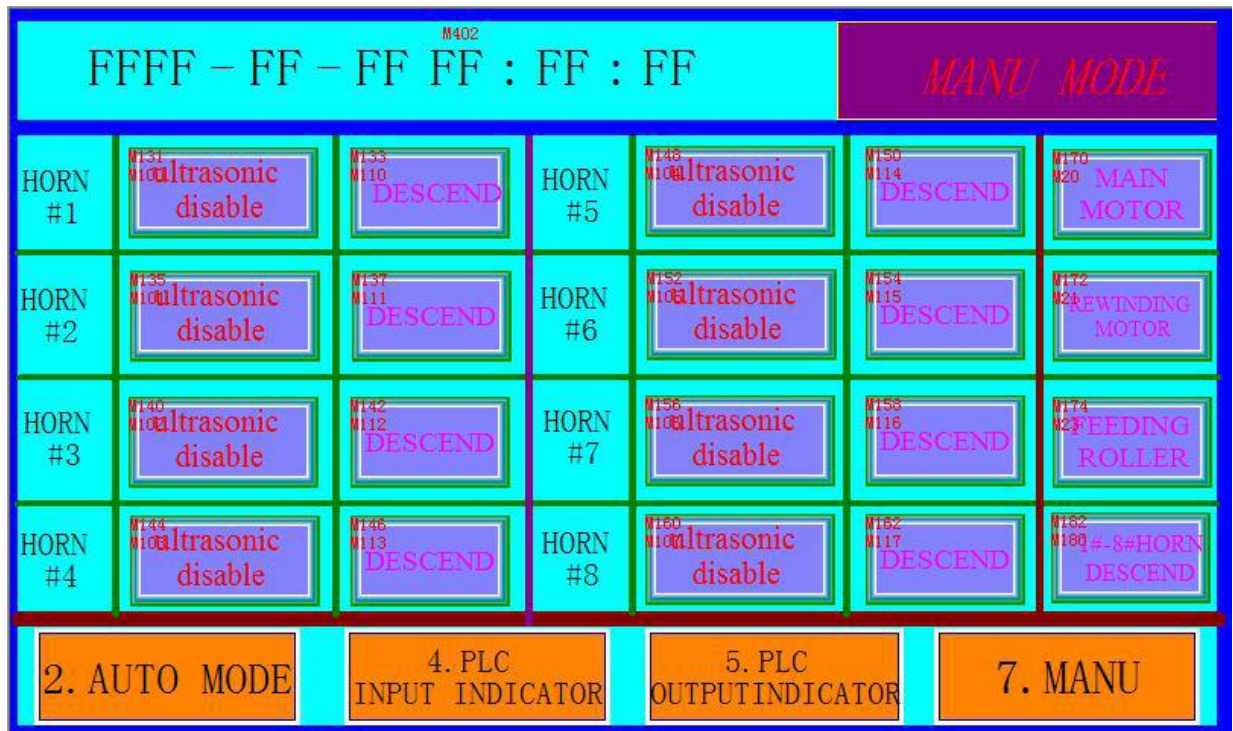 M402
FFFF-FF-FF FF:FF:FF
MANU MODE
HORN
#1
M131
ultrasonic
disable
M133
M110
DESCEND
HORN
#5
M148
ultrasonic
disable
M150
M114
DESCEND
M170
M20
MAIN
MOTOR
HORN
#2
M135
ultrasonic
disable
M137
M111
DESCEND
HORN
#6
M152
ultrasonic
disable
M154
M115
DESCEND
M172
REWINDING
MOTOR
HORN
#3
M140
ultrasonic
disable
M142
M112
DESCEND
HORN
#7
M156
ultrasonic
disable
M158
M116
DESCEND
M174
M23
FEEDING
ROLLER
HORN
#4
M144
ultrasonic
disable
M146
M113
DESCEND
HORN
#8
M160
ultrasonic
disable
M162
M117
DESCEND
M182
M180
1#-8#HORN
DESCEND
2. AUTO MODE
4. PLC
INPUT INDICATOR
5. PLC
OUTPUTINDICATOR
7. MANU